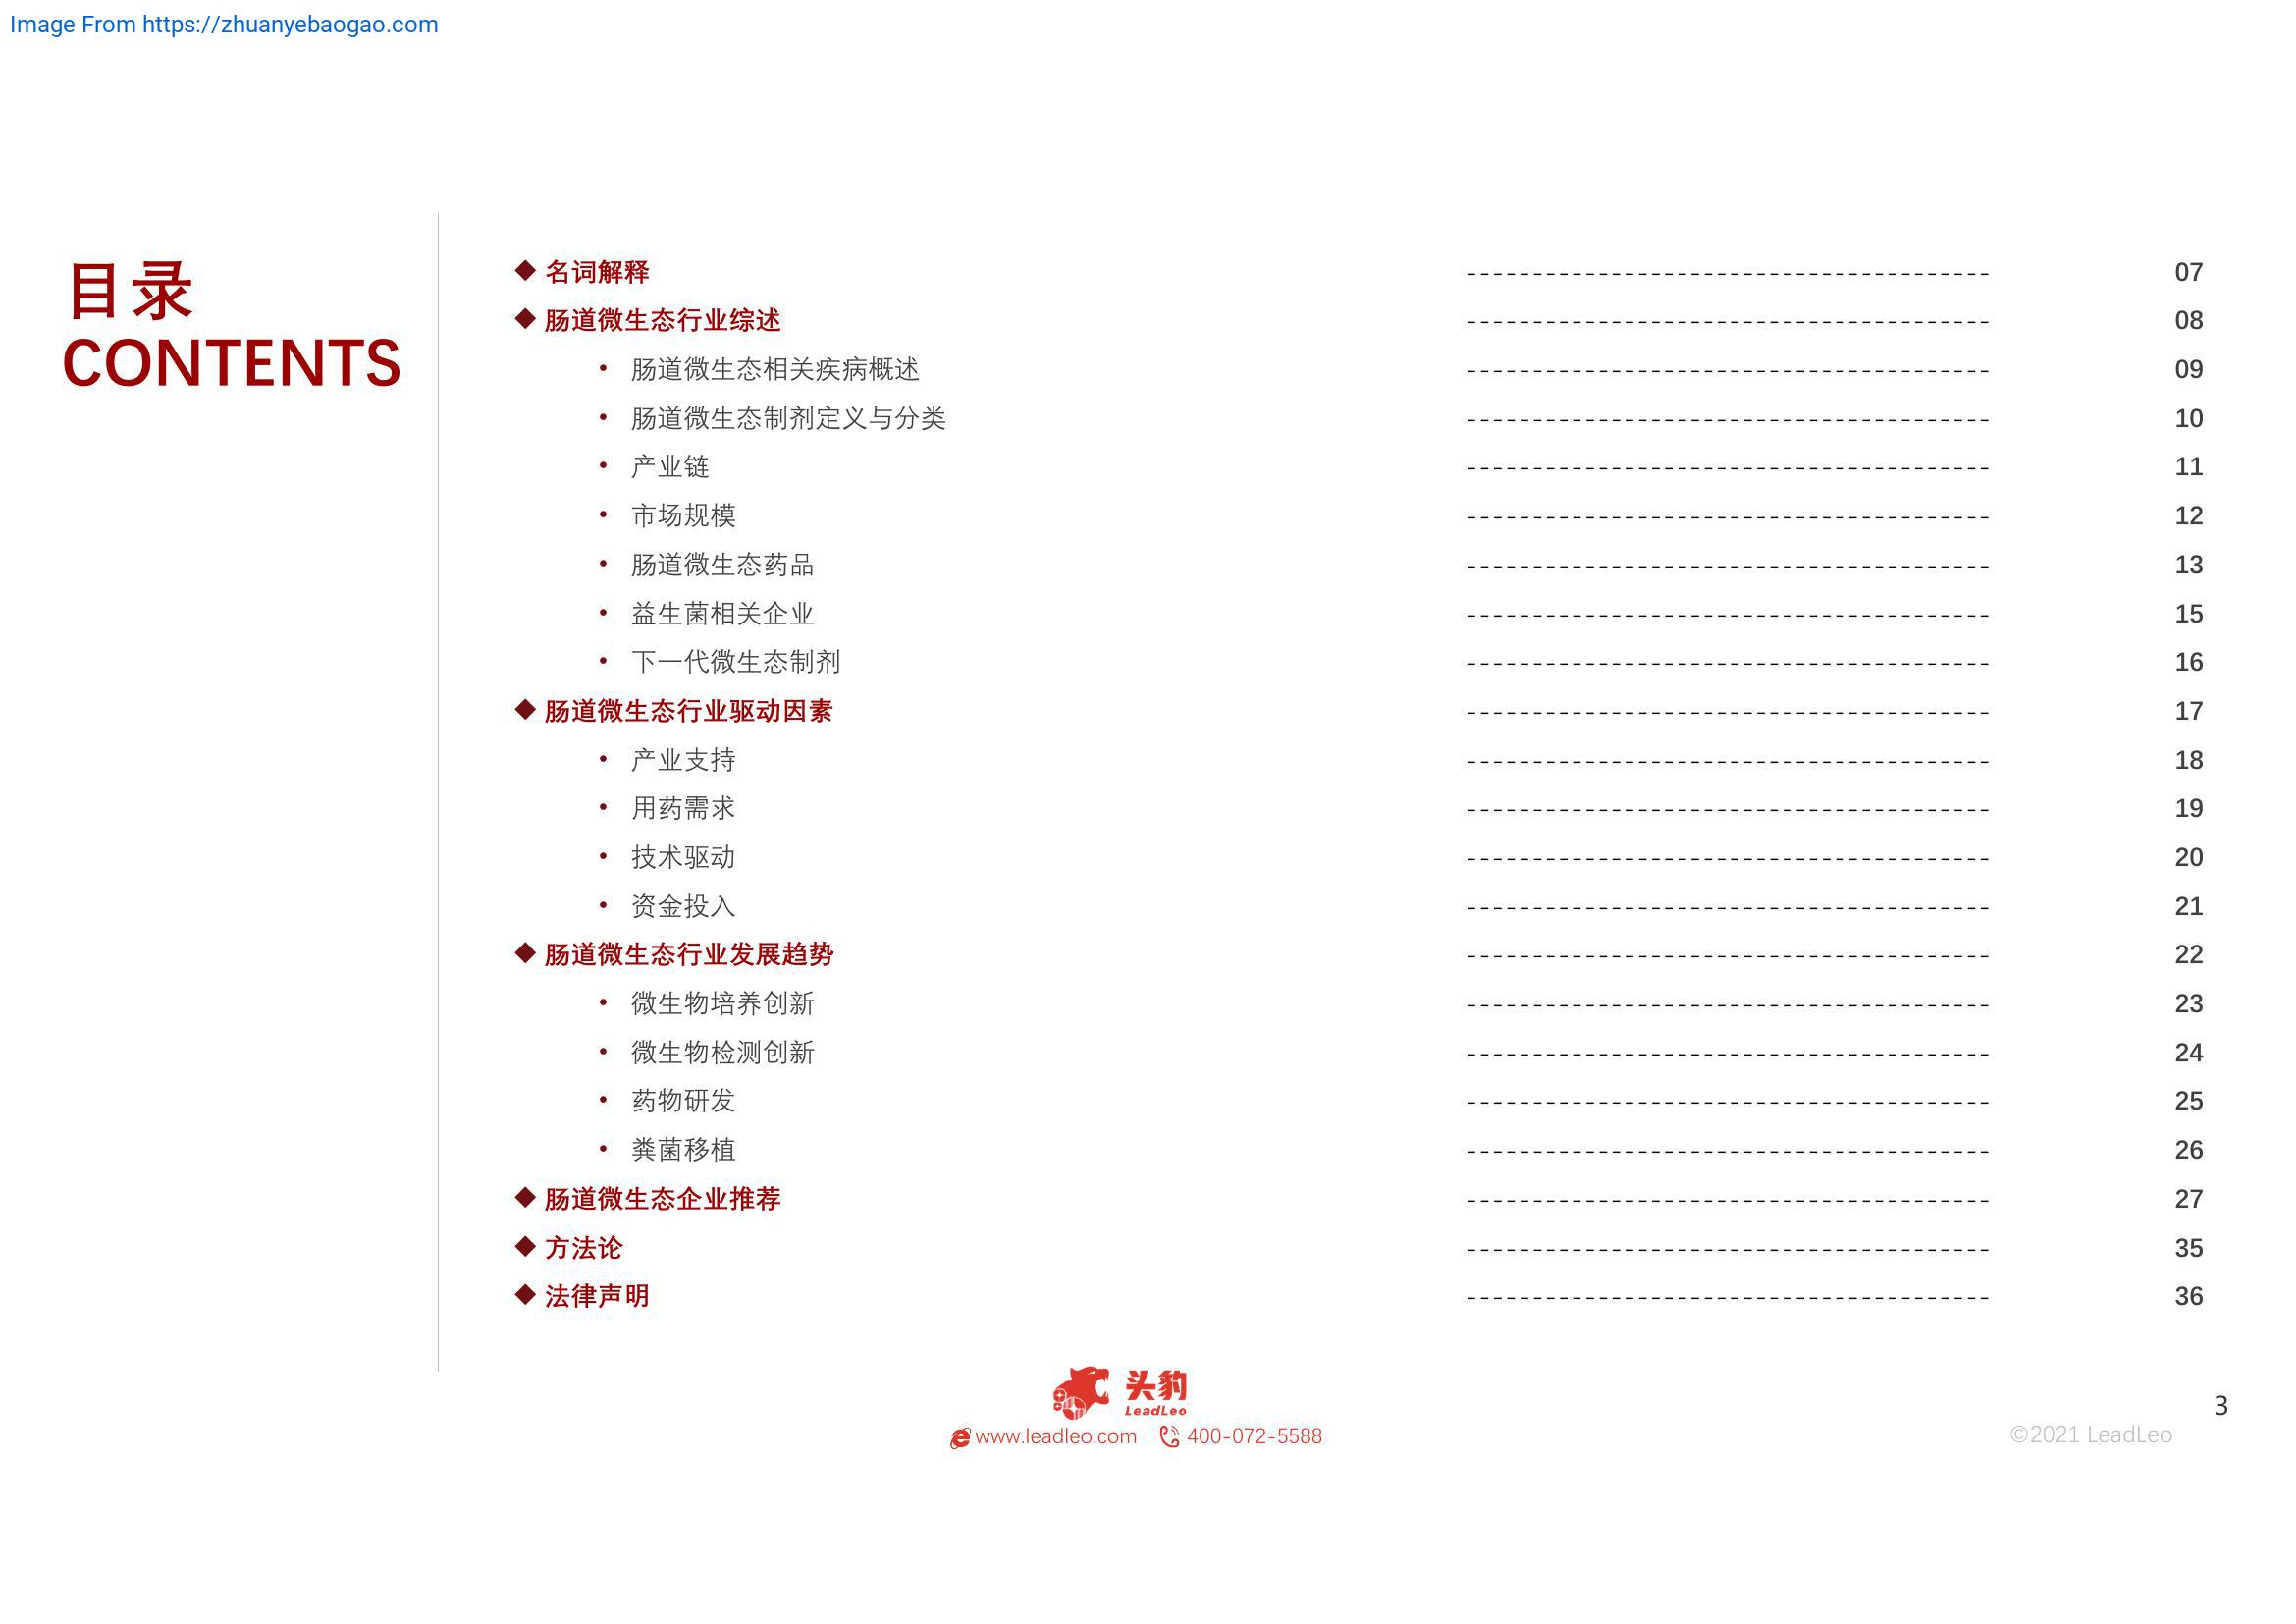 Image From https://zhuanyebaogao.com
目录
CONTENTS
◆ 名词解释 ---------------------------------------- 07
◆ 肠道微生态行业综述 ---------------------------------------- 08
• 肠道微生态相关疾病概述 ---------------------------------------- 09
• 肠道微生态制剂定义与分类 ---------------------------------------- 10
• 产业链 ---------------------------------------- 11
• 市场规模 ---------------------------------------- 12
• 肠道微生态药品 ---------------------------------------- 13
• 益生菌相关企业 ---------------------------------------- 15
• 下一代微生态制剂 ---------------------------------------- 16
◆ 肠道微生态行业驱动因素 ---------------------------------------- 17
• 产业支持 ---------------------------------------- 18
• 用药需求 ---------------------------------------- 19
• 技术驱动 ---------------------------------------- 20
• 资金投入 ---------------------------------------- 21
◆ 肠道微生态行业发展趋势 ---------------------------------------- 22
• 微生物培养创新 ---------------------------------------- 23
• 微生物检测创新 ---------------------------------------- 24
• 药物研发 ---------------------------------------- 25
• 粪菌移植 ---------------------------------------- 26
◆ 肠道微生态企业推荐 ---------------------------------------- 27
◆ 方法论 ---------------------------------------- 35
◆ 法律声明 ---------------------------------------- 36
头豹
LeadLeo
www.leadleo.com 400-072-5588
3
©2021 LeadLeo